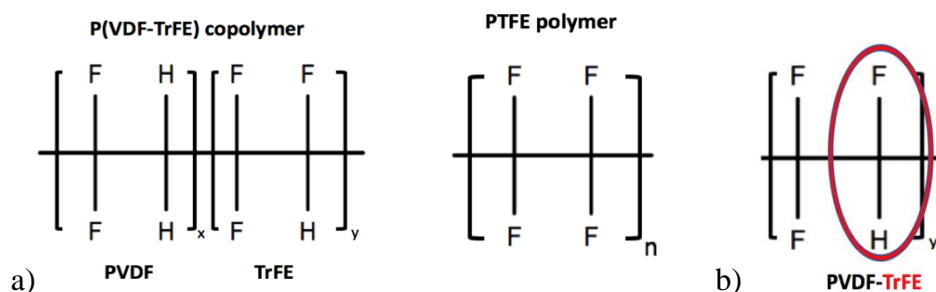 P(VDF-TrFE) copolymer
PTFE polymer
F H F F
F F
F F
F H x F H y
F F n
F H y
a) PVDF TrFE
b) PVDF-TrFE